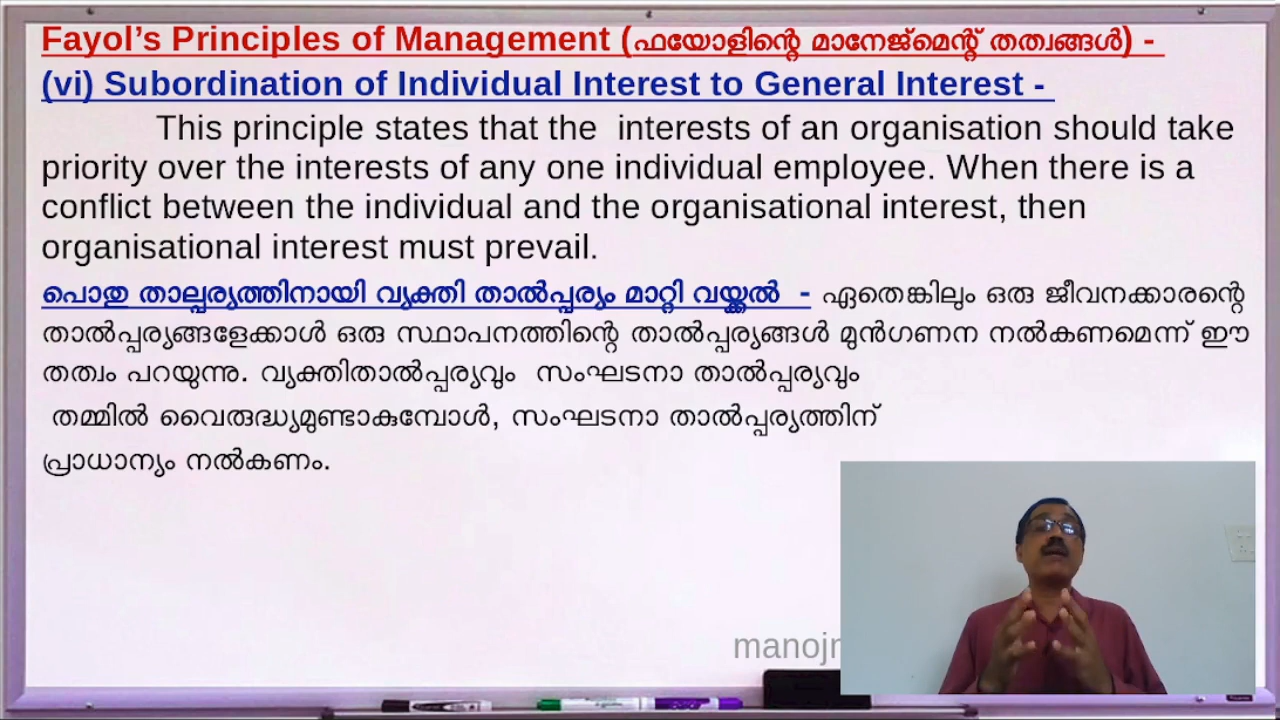 Fayol’s Principles of Management (ഫയോളിന്റെ മാനേജ്മെന്റ് തത്വങ്ങൾ) -
(vi) Subordination of Individual Interest to General Interest -
This principle states that the interests of an organisation should take
priority over the interests of any one individual employee. When there is a
conflict between the individual and the organisational interest, then
organisational interest must prevail.
പൊതു താല്പര്യത്തിനായി വ്യക്തി താൽപ്പര്യം മാറ്റി വയ്ക്കൽ - ഏതെങ്കിലും ഒരു ജീവനക്കാരന്റെ
താൽപ്പര്യങ്ങളേക്കാൾ ഒരു സ്ഥാപനത്തിന്റെ താൽപ്പര്യങ്ങൾ മുൻഗണന നൽകണമെന്ന് ഈ
തത്വം പറയുന്നു. വ്യക്തിതാൽപ്പര്യവും സംഘടനാ താൽപ്പര്യവും
തമ്മിൽ വൈരുദ്ധ്യമുണ്ടാകുമ്പോൾ, സംഘടനാ താൽപ്പര്യത്തിന്
പ്രാധാന്യം നൽകണം.